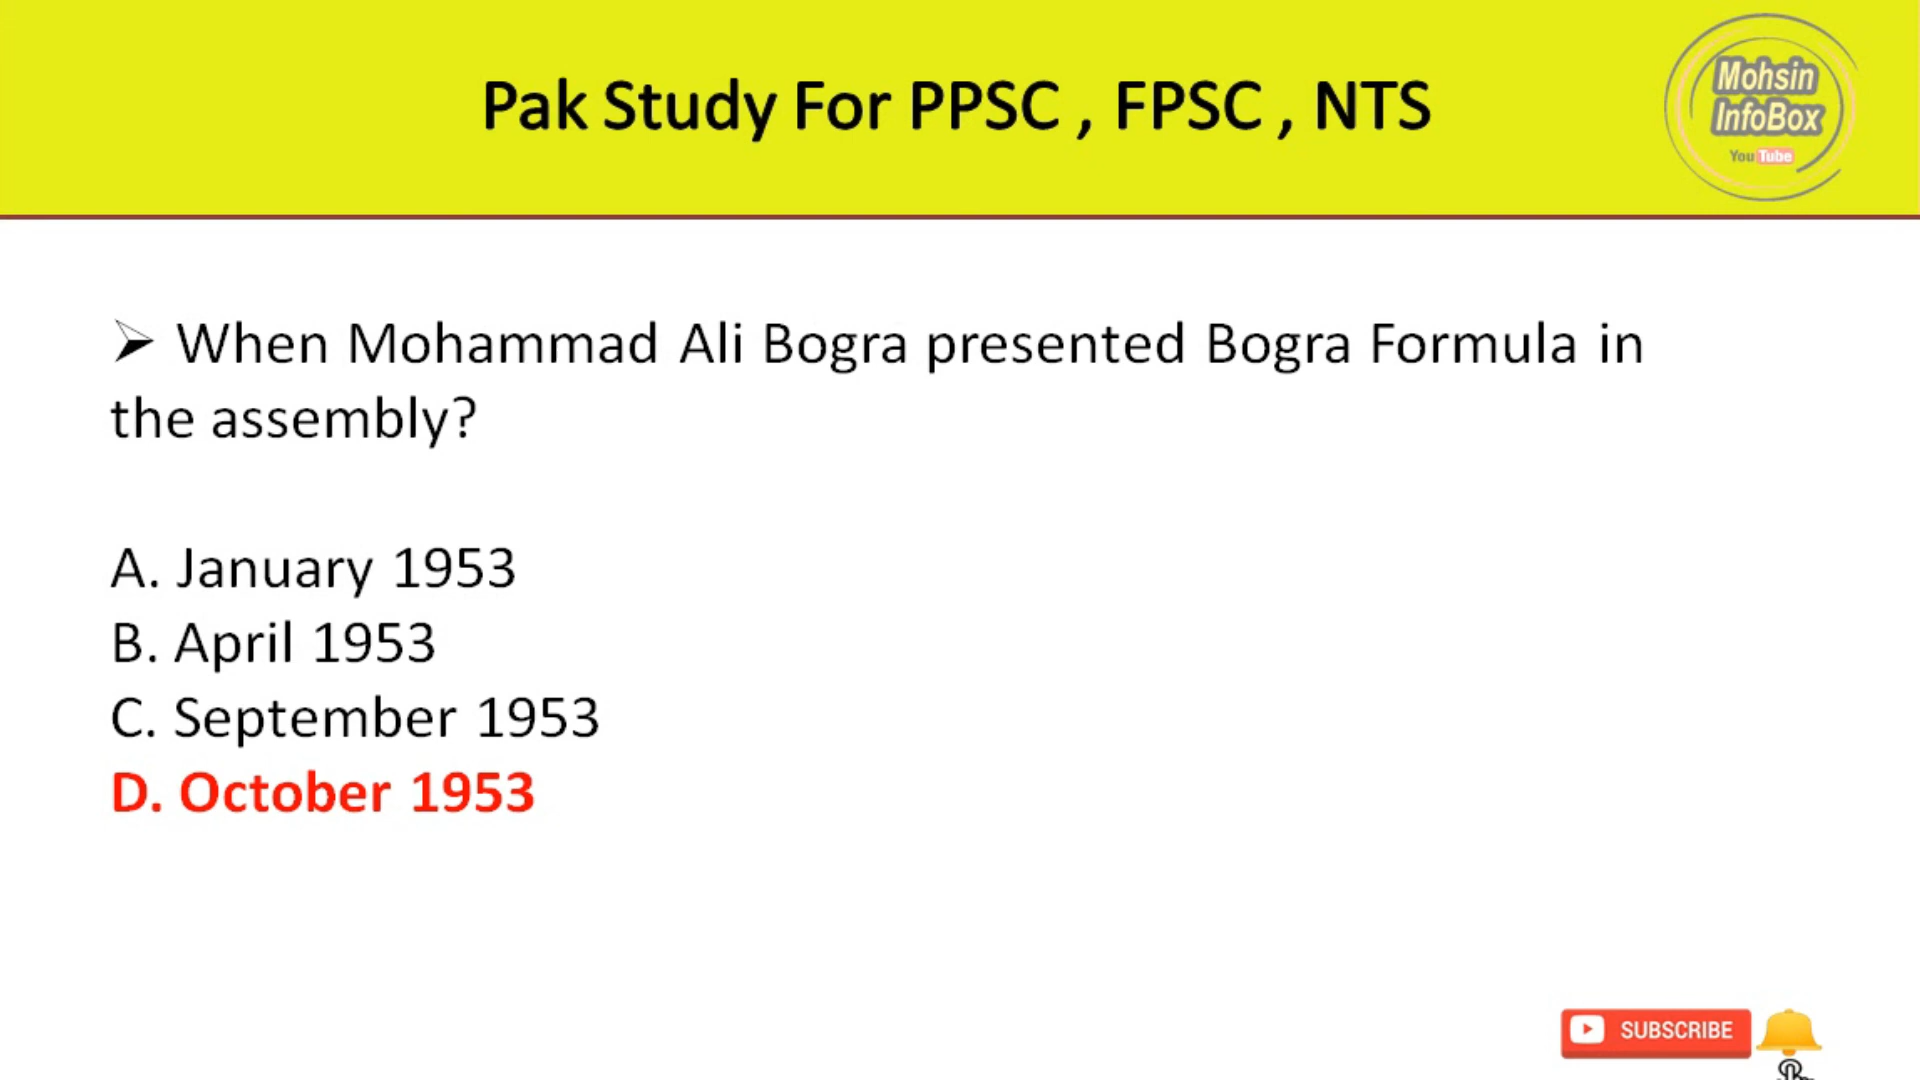 Pak Study For PPSC , FPSC , NTS
Mohsin
InfoBox
YouTube
➢ When Mohammad Ali Bogra presented Bogra Formula in
the assembly?
A. January 1953
B. April 1953
C. September 1953
D. October 1953
SUBSCRIBE